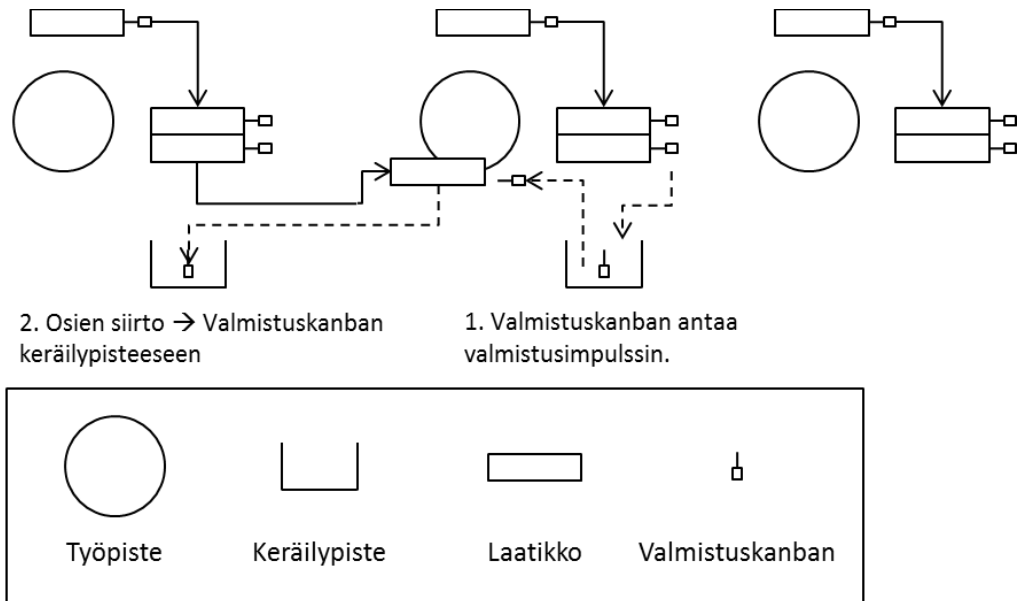 2. Osien siirto → Valmistuskanban
keräilypisteeseen
1. Valmistuskanban antaa
valmistusimpulssin.
Työpiste
Keräilypiste
Laatikko
Valmistuskanban